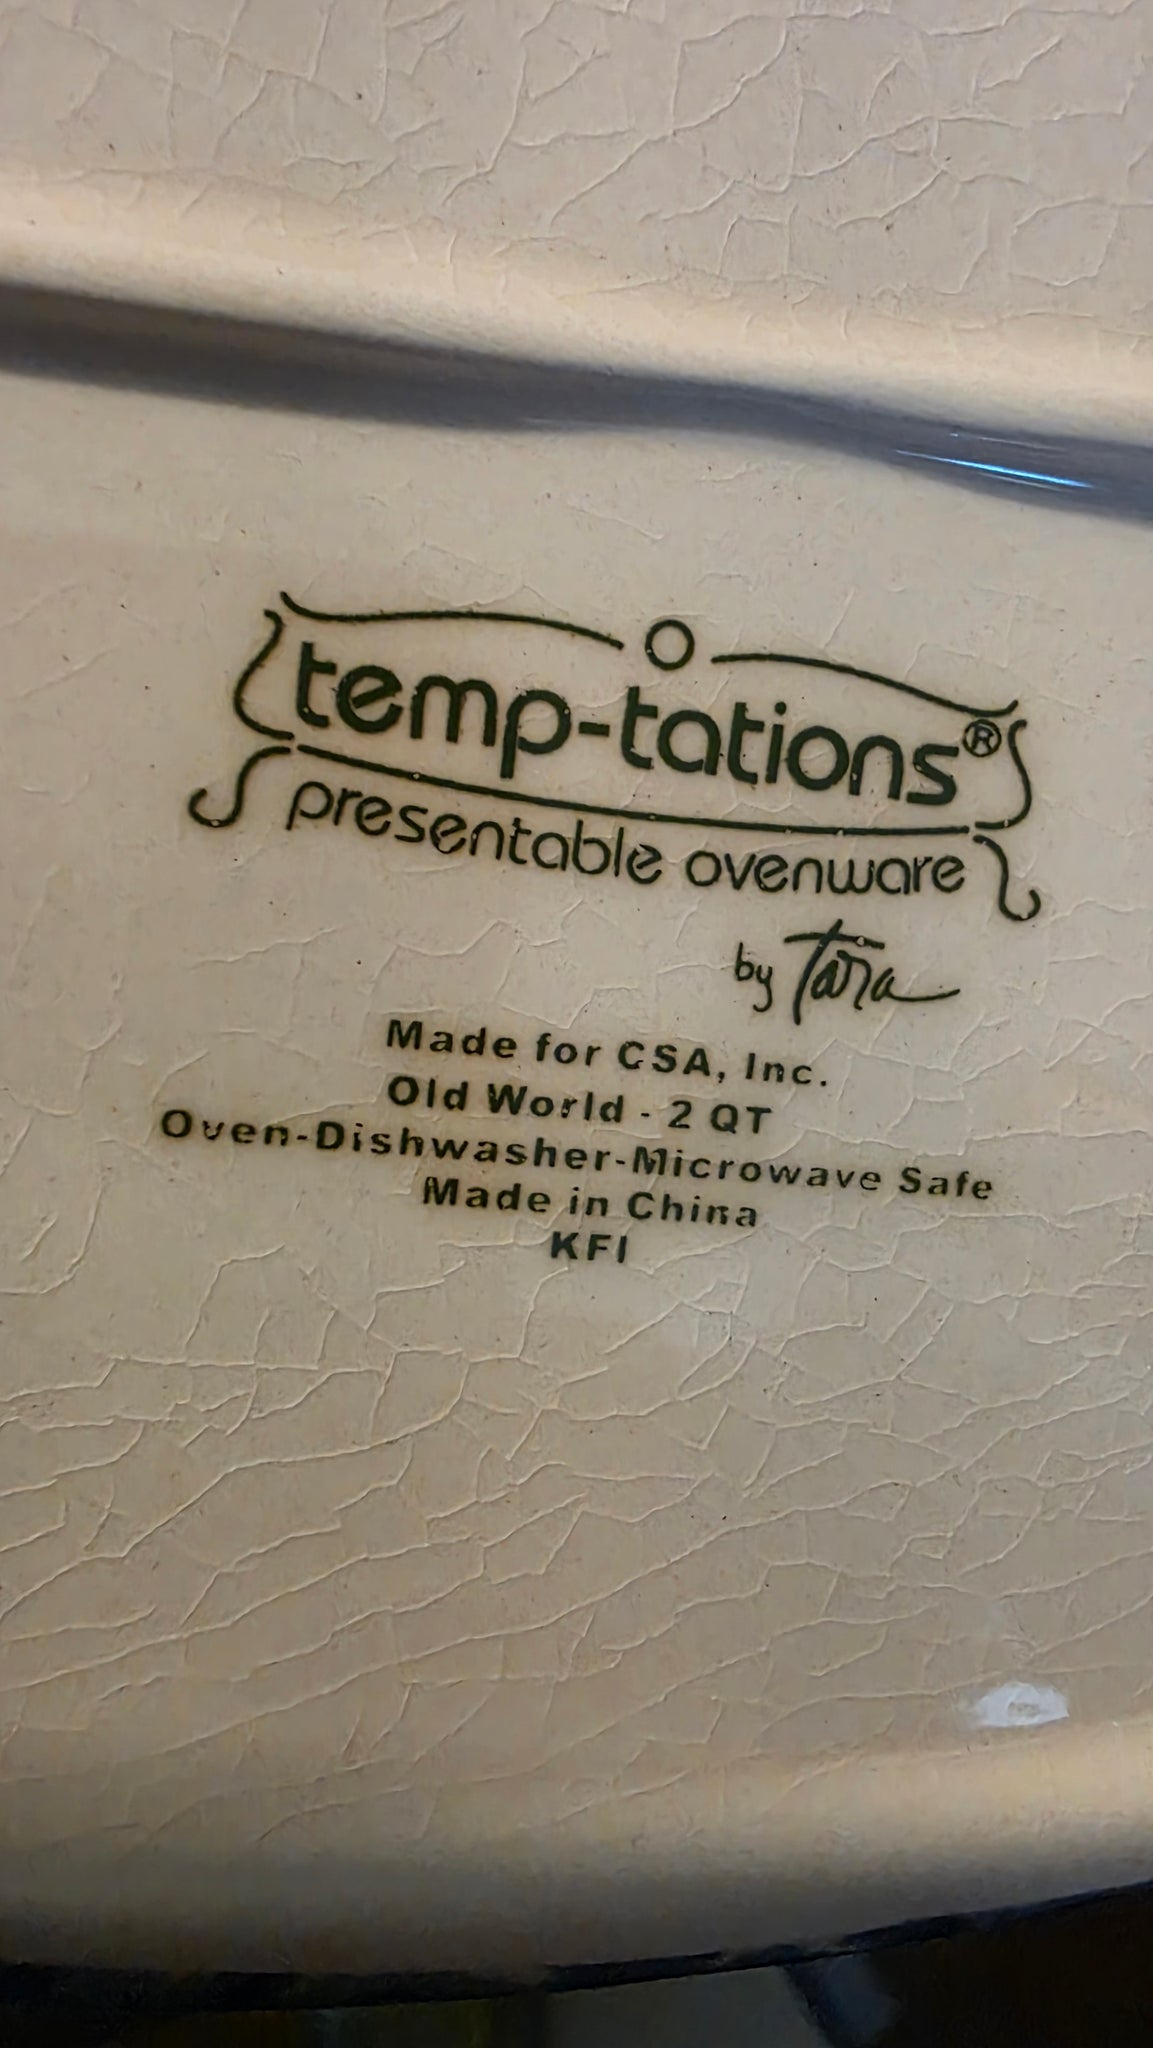 temp-tations®
presentable ovenware
by Tara
Made for CSA, Inc.
Old World - 2 QT
Oven-Dishwasher-Microwave Safe
Made in China
KFI